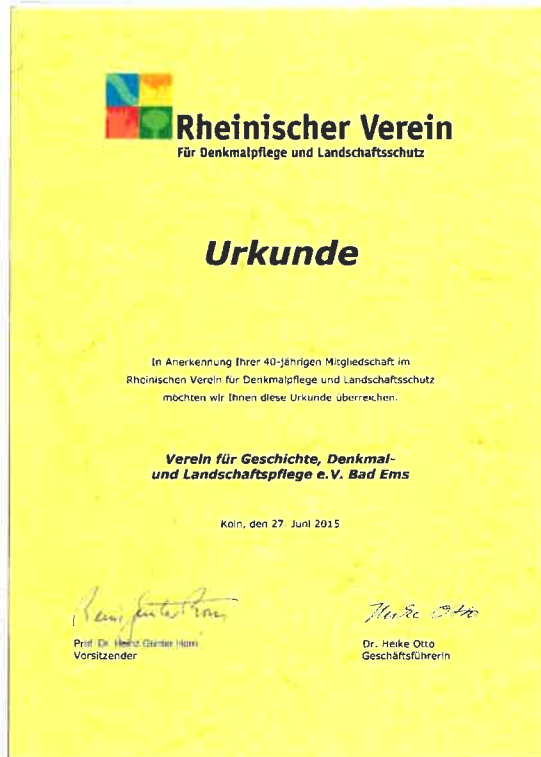 Rheinischer Verein
Für Denkmalpflege und Landschaftsschutz
Urkunde
In Anerkennung Ihrer 40-jährigen Mitgliedschaft im
Rheinischen Verein für Denkmalpflege und Landschaftsschutz
möchten wir Ihnen diese Urkunde überreichen.
Verein für Geschichte, Denkmal-
und Landschaftspflege e.V. Bad Ems
Köln, den 27. Juni 2015
Heike Otto
Prof. Dr. Heinz Günter Horn
Vorsitzender
Dr. Heike Otto
Geschäftsführerin